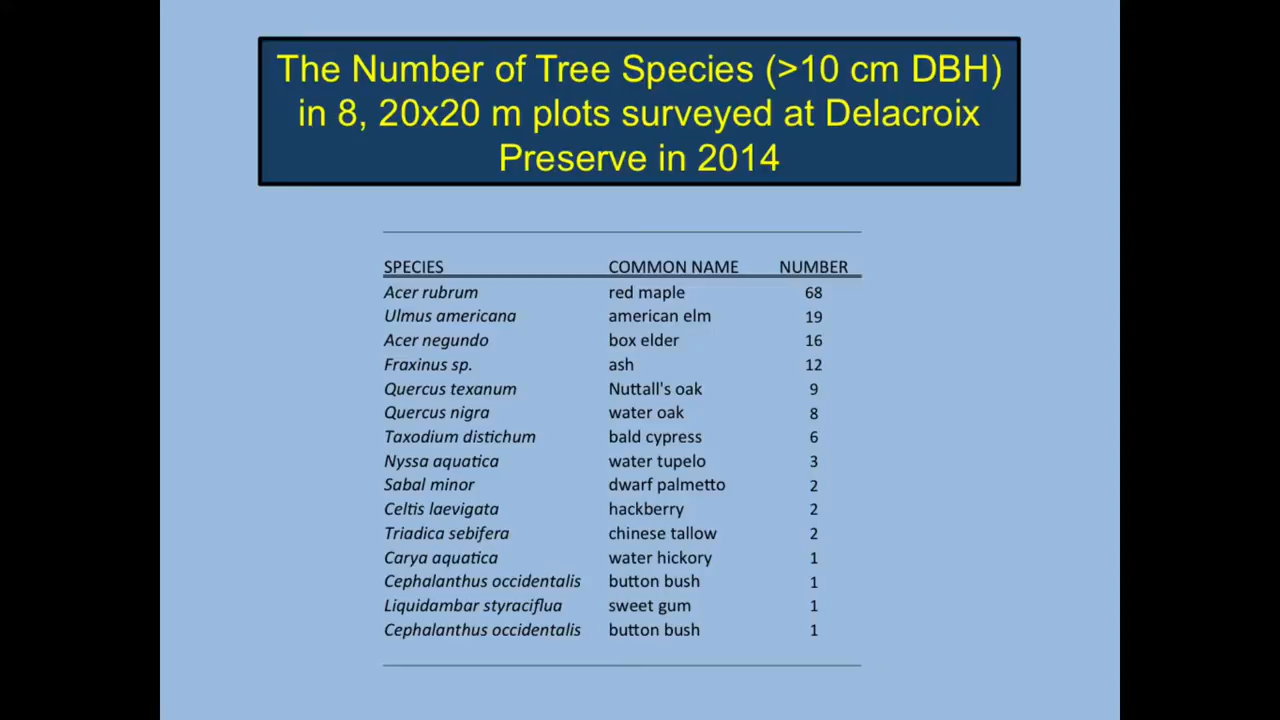 The Number of Tree Species (>10 cm DBH)
in 8, 20x20 m plots surveyed at Delacroix
Preserve in 2014
SPECIES COMMON NAME NUMBER
Acer rubrum red maple 68
Ulmus americana american elm 19
Acer negundo box elder 16
Fraxinus sp. ash 12
Quercus texanum Nuttall's oak 9
Quercus nigra water oak 8
Taxodium distichum bald cypress 6
Nyssa aquatica water tupelo 3
Sabal minor dwarf palmetto 2
Celtis laevigata hackberry 2
Triadica sebifera chinese tallow 2
Carya aquatica water hickory 1
Cephalanthus occidentalis button bush 1
Liquidambar styraciflua sweet gum 1
Cephalanthus occidentalis button bush 1